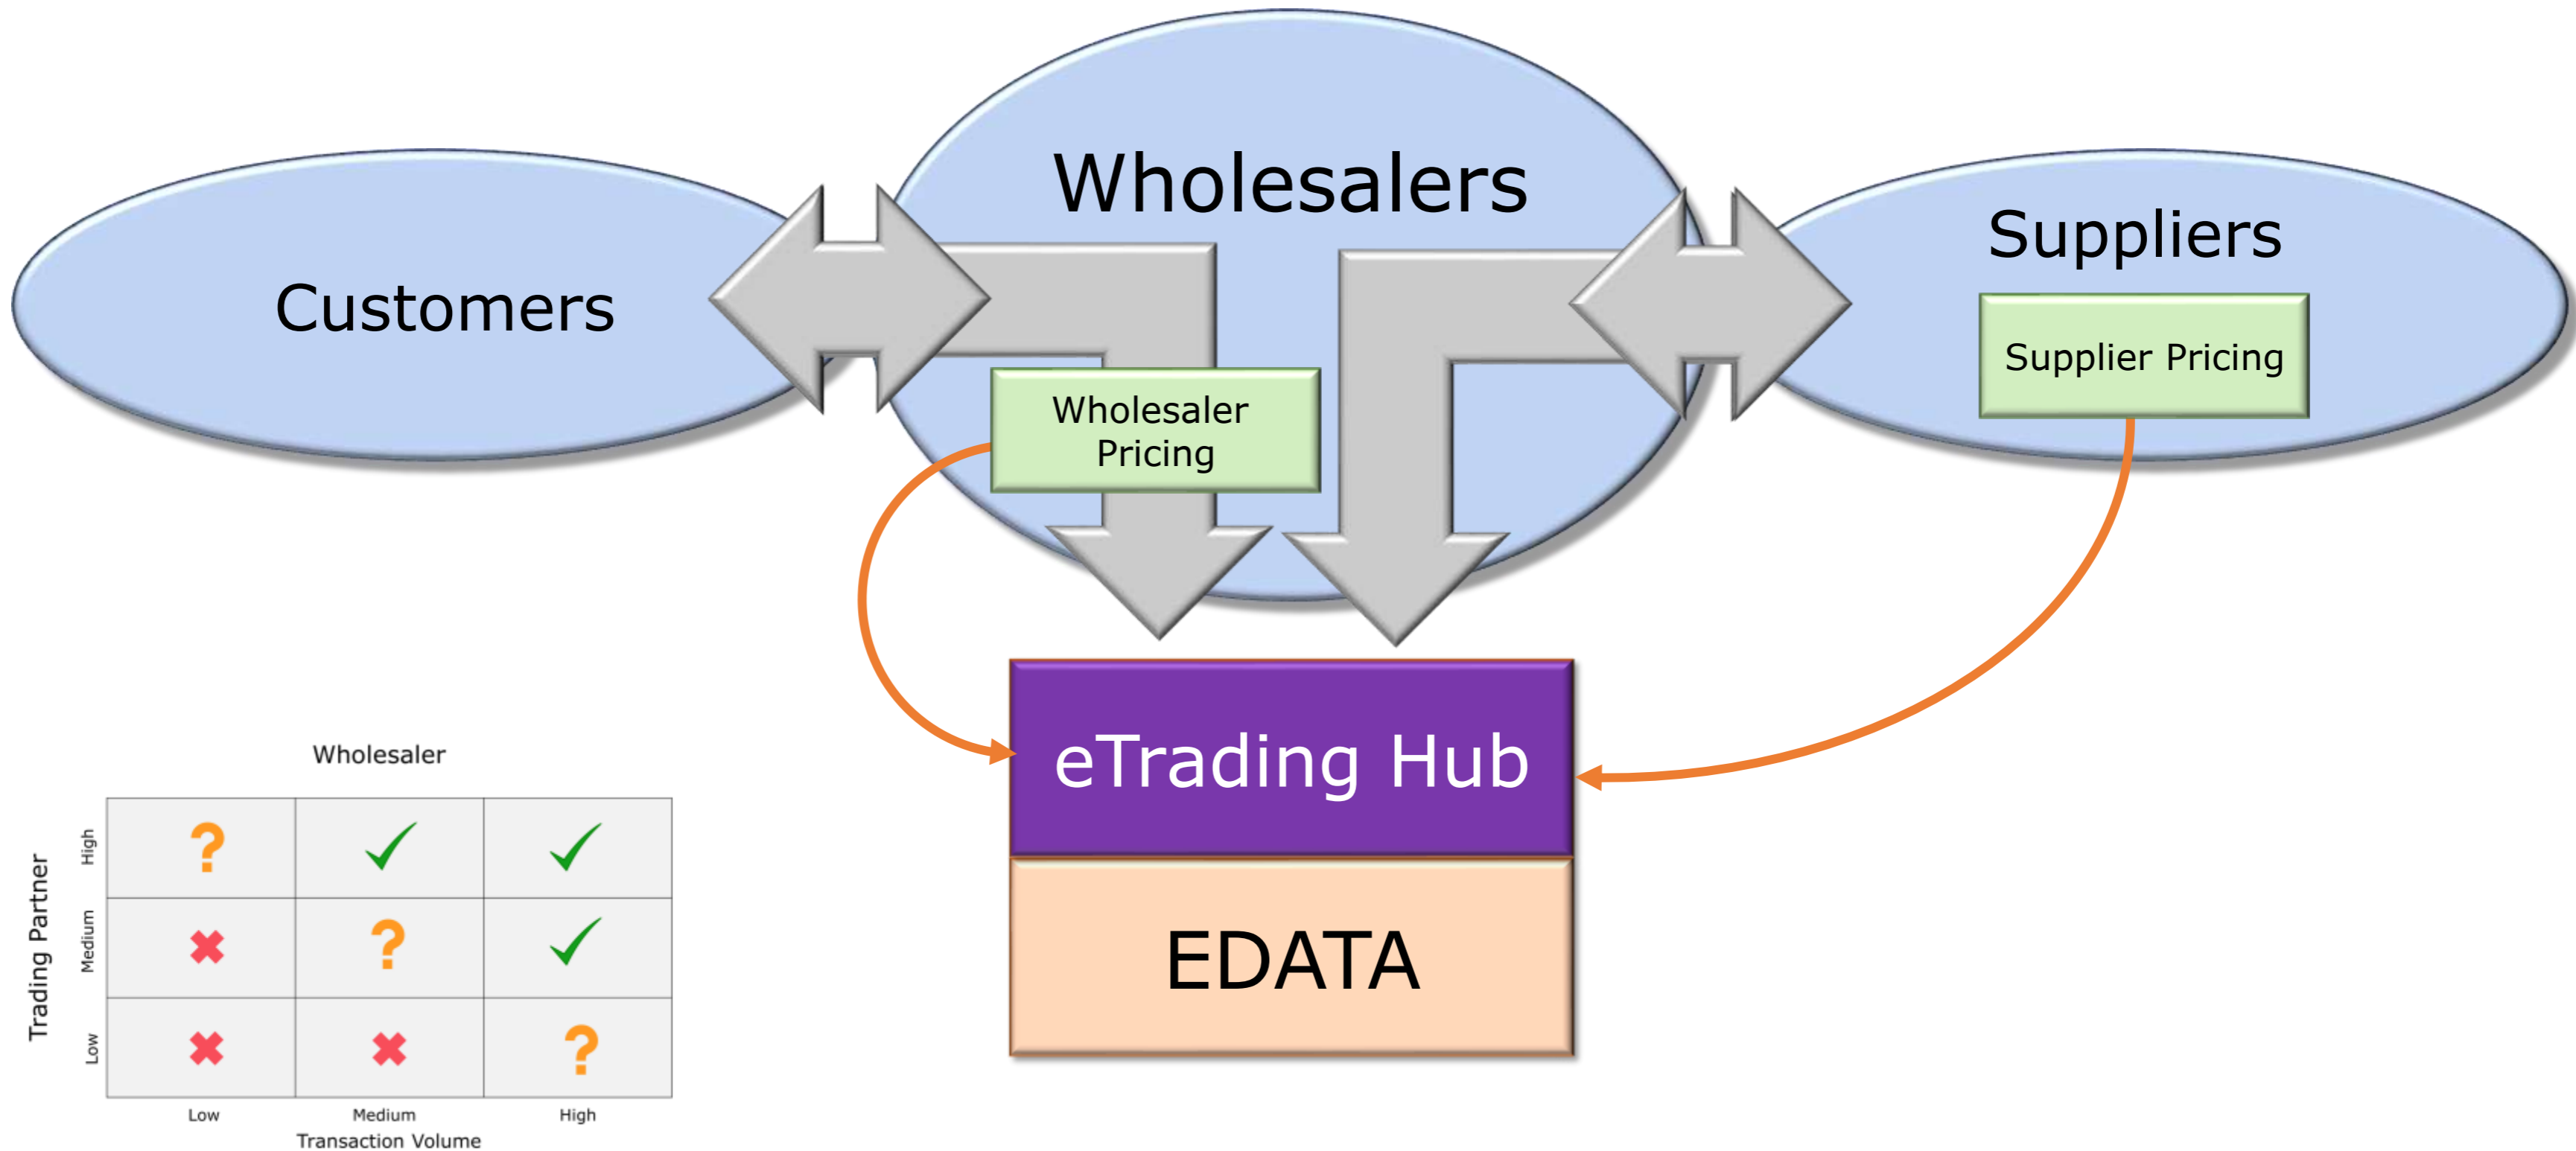 Wholesalers
Customers
Suppliers
Supplier Pricing
Wholesaler
Pricing
eTrading Hub
EDATA
Wholesaler
Trading Partner
High
Medium
Low
?
?
?
Low
Medium
High
Transaction Volume